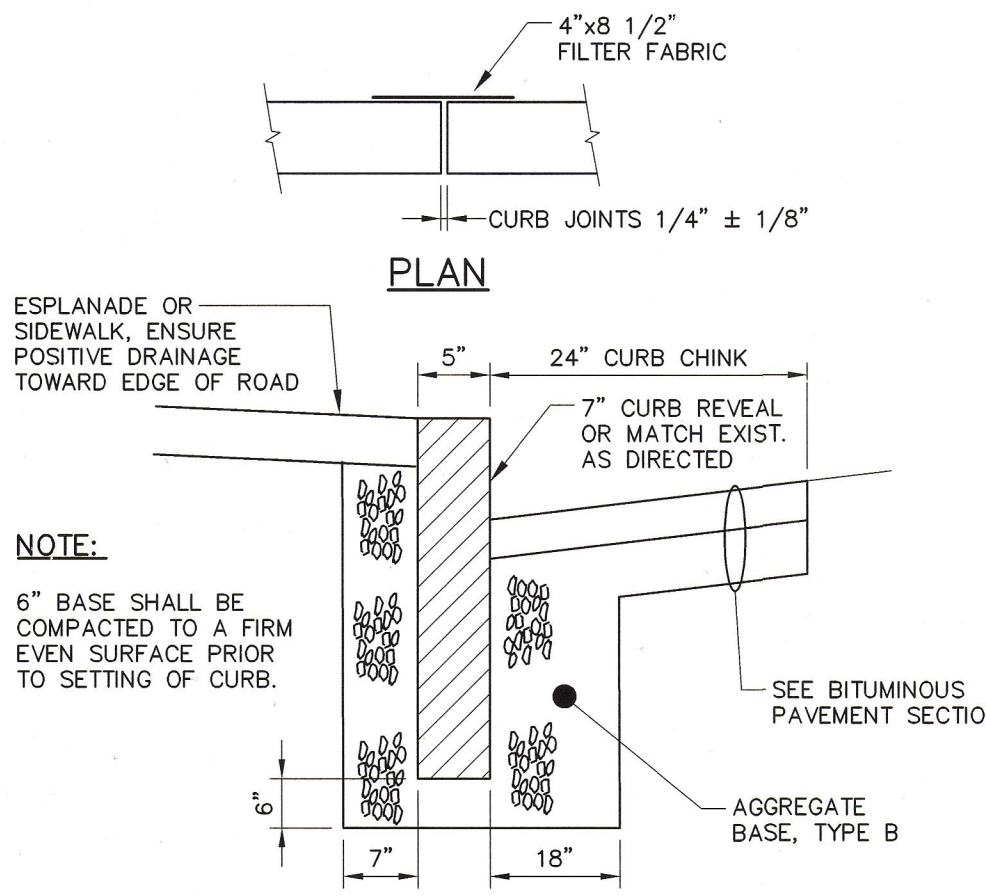 4”x8 1/2”
FILTER FABRIC
CURB JOINTS 1/4” ± 1/8”
PLAN
ESPLANADE OR
SIDEWALK, ENSURE
POSITIVE DRAINAGE
TOWARD EDGE OF ROAD
5”
24” CURB CHINK
7” CURB REVEAL
OR MATCH EXIST.
AS DIRECTED
NOTE:
6” BASE SHALL BE
COMPACTED TO A FIRM
EVEN SURFACE PRIOR
TO SETTING OF CURB.
SEE BITUMINOUS
PAVEMENT SECTIO
6”
AGGREGATE
BASE, TYPE B
7”
18”